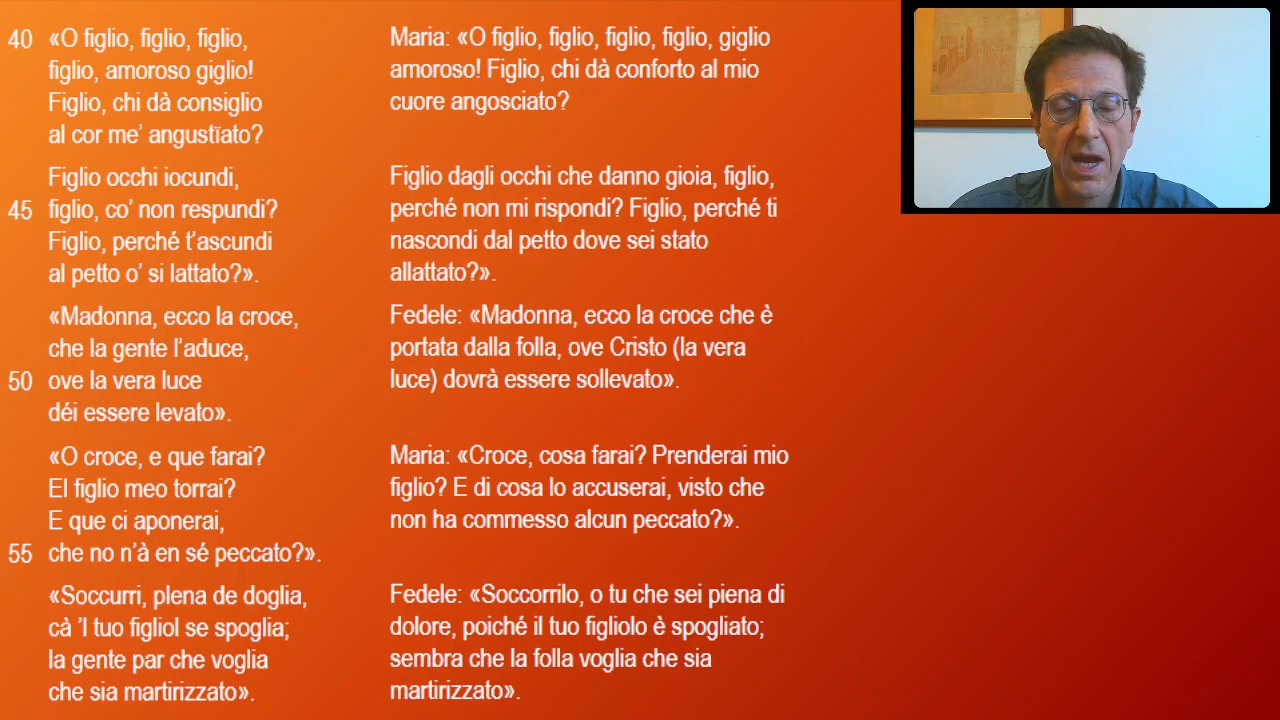 40 «O figlio, figlio, figlio,
figlio, amoroso giglio!
Figlio, chi dà consiglio
al cor me’ angustïato?
Figlio occhi iocundi,
45 figlio, co’ non respundi?
Figlio, perché t’ascundi
al petto o’ si lattato?».
«Madonna, ecco la croce,
che la gente l’aduce,
50 ove la vera luce
déi essere levato».
«O croce, e que farai?
El figlio meo torrai?
E que ci aponerai,
55 che no n’à en sé peccato?».
«Soccurri, plena de doglia,
cà ’l tuo figliol se spoglia;
la gente par che voglia
che sia martirizzato».
Maria: «O figlio, figlio, figlio, figlio, giglio
amoroso! Figlio, chi dà conforto al mio
cuore angosciato?
Figlio dagli occhi che danno gioia, figlio,
perché non mi rispondi? Figlio, perché ti
nascondi dal petto dove sei stato
allattato?».
Fedele: «Madonna, ecco la croce che è
portata dalla folla, ove Cristo (la vera
luce) dovrà essere sollevato».
Maria: «Croce, cosa farai? Prenderai mio
figlio? E di cosa lo accuserai, visto che
non ha commesso alcun peccato?».
Fedele: «Soccorrilo, o tu che sei piena di
dolore, poiché il tuo figliolo è spogliato;
sembra che la folla voglia che sia
martirizzato».